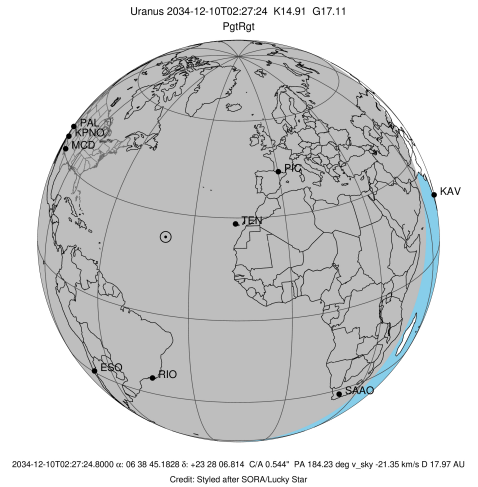 Uranus 2034-12-10T02:27:24 K14.91 G17.11
PgtRgt
PAL
KPNO
MCD
PIC
KAV
TEN
ESO
RIO
SAAO
2034-12-10T02:27:24.8000 α: 06 38 45.1828 δ: +23 28 06.814 C/A 0.544" PA 184.23 deg v_sky -21.35 km/s D 17.97 AU
Credit: Styled after SORA/Lucky Star